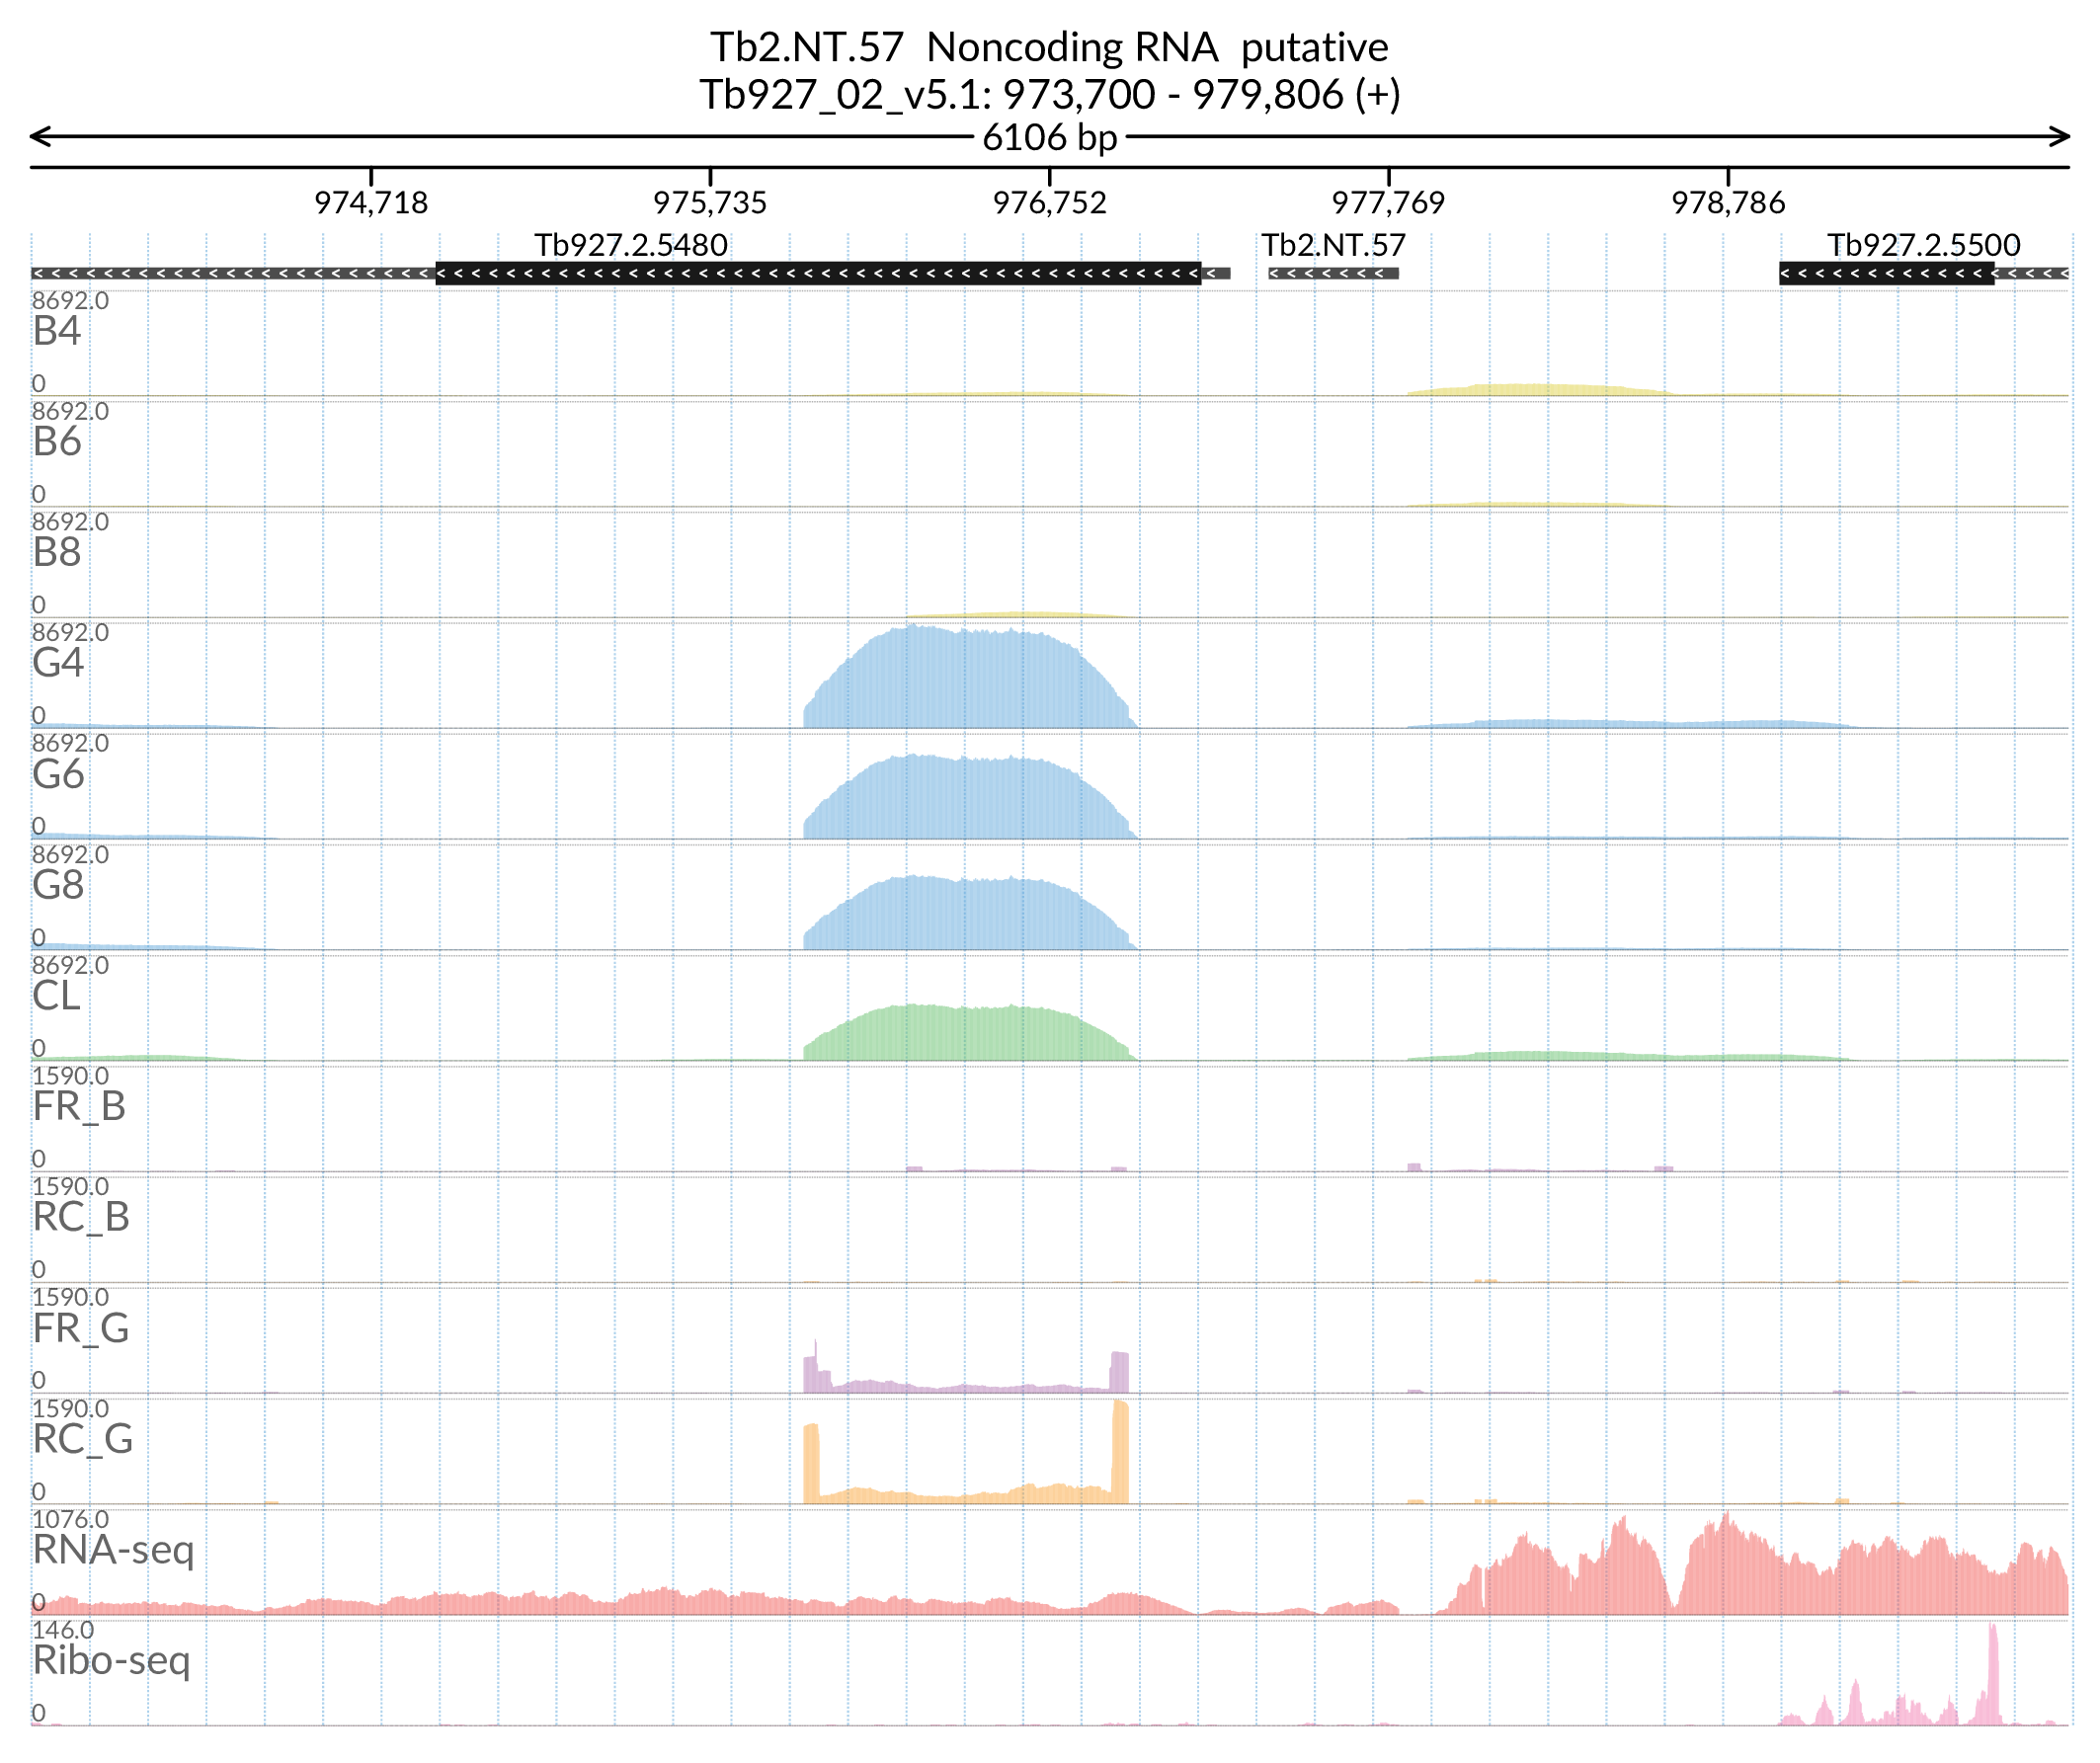 Tb2.NT.57 Noncoding RNA putative
Tb927_02_v5.1: 973,700 - 979,806 (+)
6106 bp
974,718 975,735 976,752 977,769 978,786
Tb927.2.5480 Tb2.NT.57 Tb927.2.5500
8692.0
B4
0
8692.0
B6
0
8692.0
B8
0
8692.0
G4
0
8692.0
G6
0
8692.0
G8
0
8692.0
CL
0
1590.0
FR_B
0
1590.0
RC_B
0
1590.0
FR_G
0
1590.0
RC_G
0
1076.0
RNA-seq
0
146.0
Ribo-seq
0